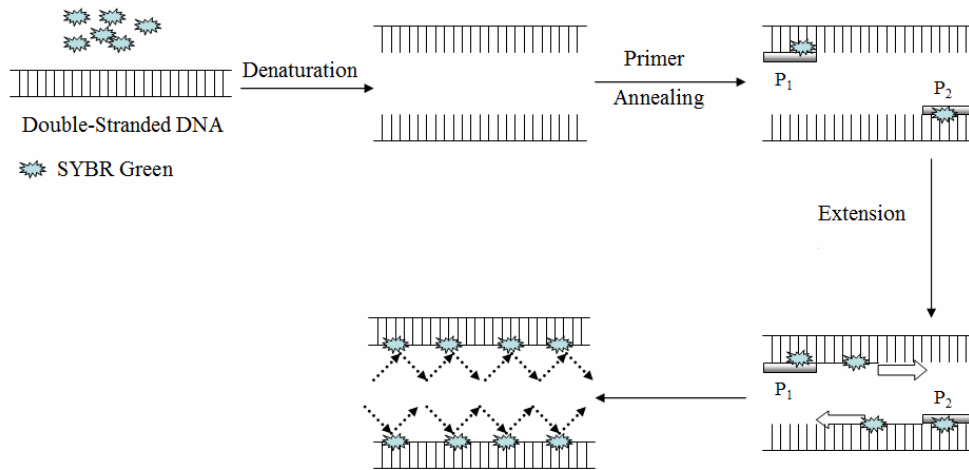 Denaturation
Primer
Annealing
P1
P2
Double-Stranded DNA
SYBR Green
Extension
P1
P2